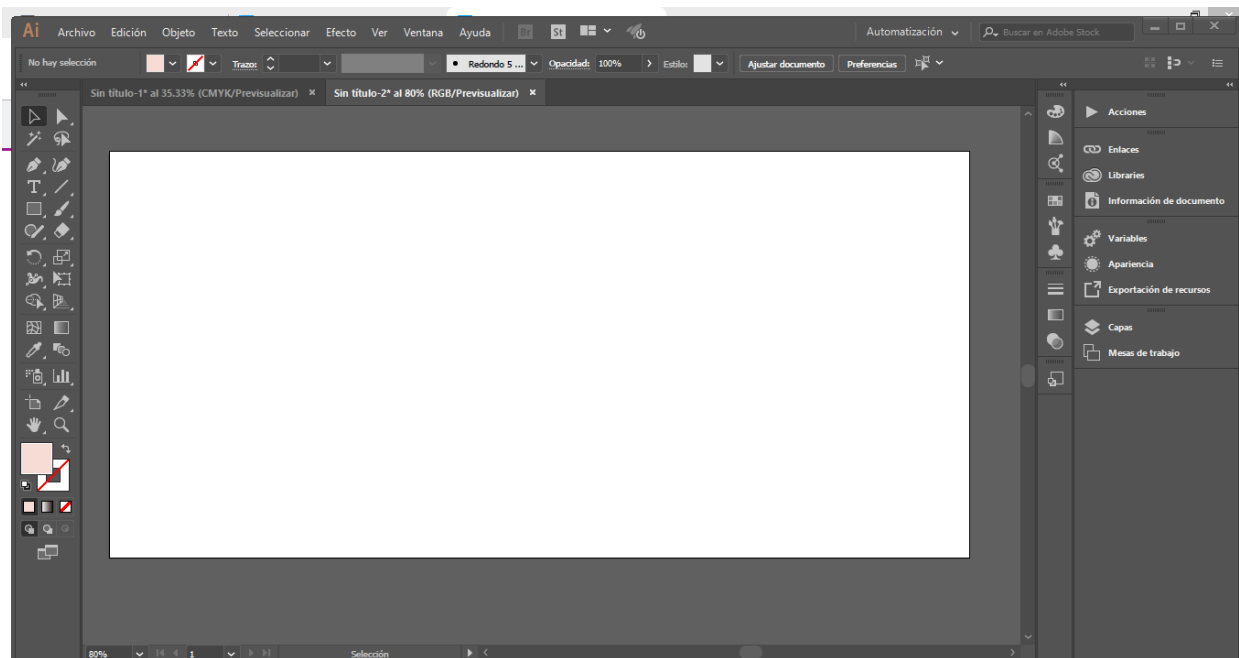 Ai Archivo Edición Objeto Texto Seleccionar Efecto Ver Ventana Ayuda Br St Automatización Buscar en Adobe Stock
No hay selección Trazo: Redondo 5 ... Opacidad: 100% Estilo: Ajustar documento Preferencias
Sin título-1* al 35.33% (CMYK/Previsualizar) × Sin título-2* al 80% (RGB/Previsualizar) ×
Acciones
Enlaces
Libraries
Información de documento
Variables
Apariencia
Exportación de recursos
Capas
Mesas de trabajo
80% 1 Selección